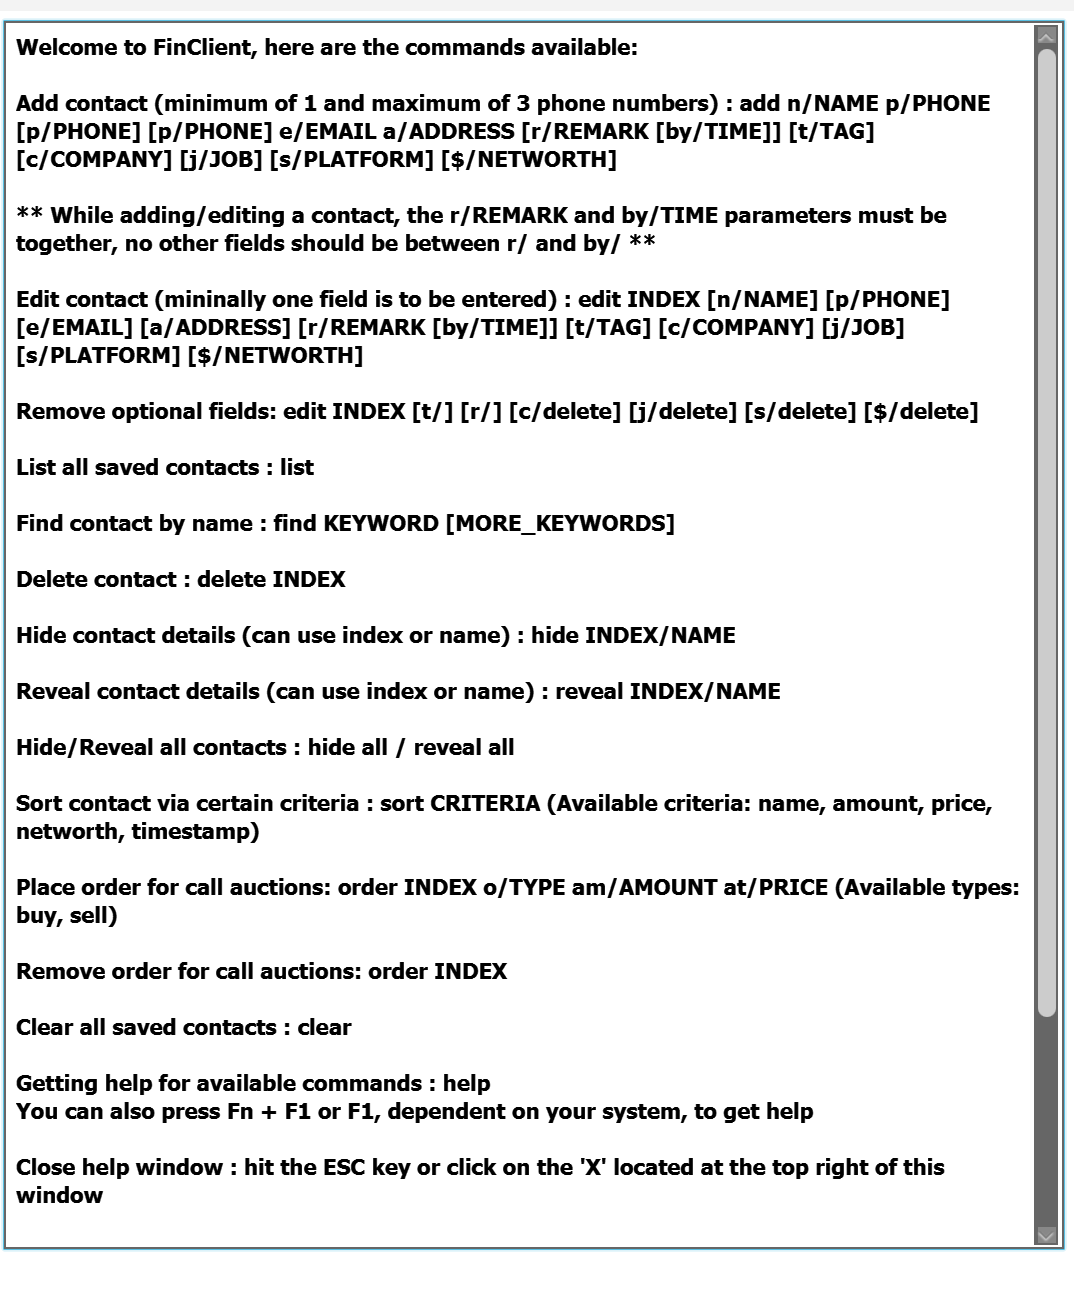 Welcome to FinClient, here are the commands available:
Add contact (minimum of 1 and maximum of 3 phone numbers) : add n/NAME p/PHONE
[p/PHONE] [p/PHONE] e/EMAIL a/ADDRESS [r/REMARK [by/TIME]] [t/TAG]
[c/COMPANY] [j/JOB] [s/PLATFORM] [$/NETWORTH]
** While adding/editing a contact, the r/REMARK and by/TIME parameters must be
together, no other fields should be between r/ and by/ **
Edit contact (mininally one field is to be entered) : edit INDEX [n/NAME] [p/PHONE]
[e/EMAIL] [a/ADDRESS] [r/REMARK [by/TIME]] [t/TAG] [c/COMPANY] [j/JOB]
[s/PLATFORM] [$/NETWORTH]
Remove optional fields: edit INDEX [t/] [r/] [c/delete] [j/delete] [s/delete] [$/delete]
List all saved contacts : list
Find contact by name : find KEYWORD [MORE_KEYWORDS]
Delete contact : delete INDEX
Hide contact details (can use index or name) : hide INDEX/NAME
Reveal contact details (can use index or name) : reveal INDEX/NAME
Hide/Reveal all contacts : hide all / reveal all
Sort contact via certain criteria : sort CRITERIA (Available criteria: name, amount, price,
networth, timestamp)
Place order for call auctions: order INDEX o/TYPE am/AMOUNT at/PRICE (Available types:
buy, sell)
Remove order for call auctions: order INDEX
Clear all saved contacts : clear
Getting help for available commands : help
You can also press Fn + F1 or F1, dependent on your system, to get help
Close help window : hit the ESC key or click on the 'X' located at the top right of this
window